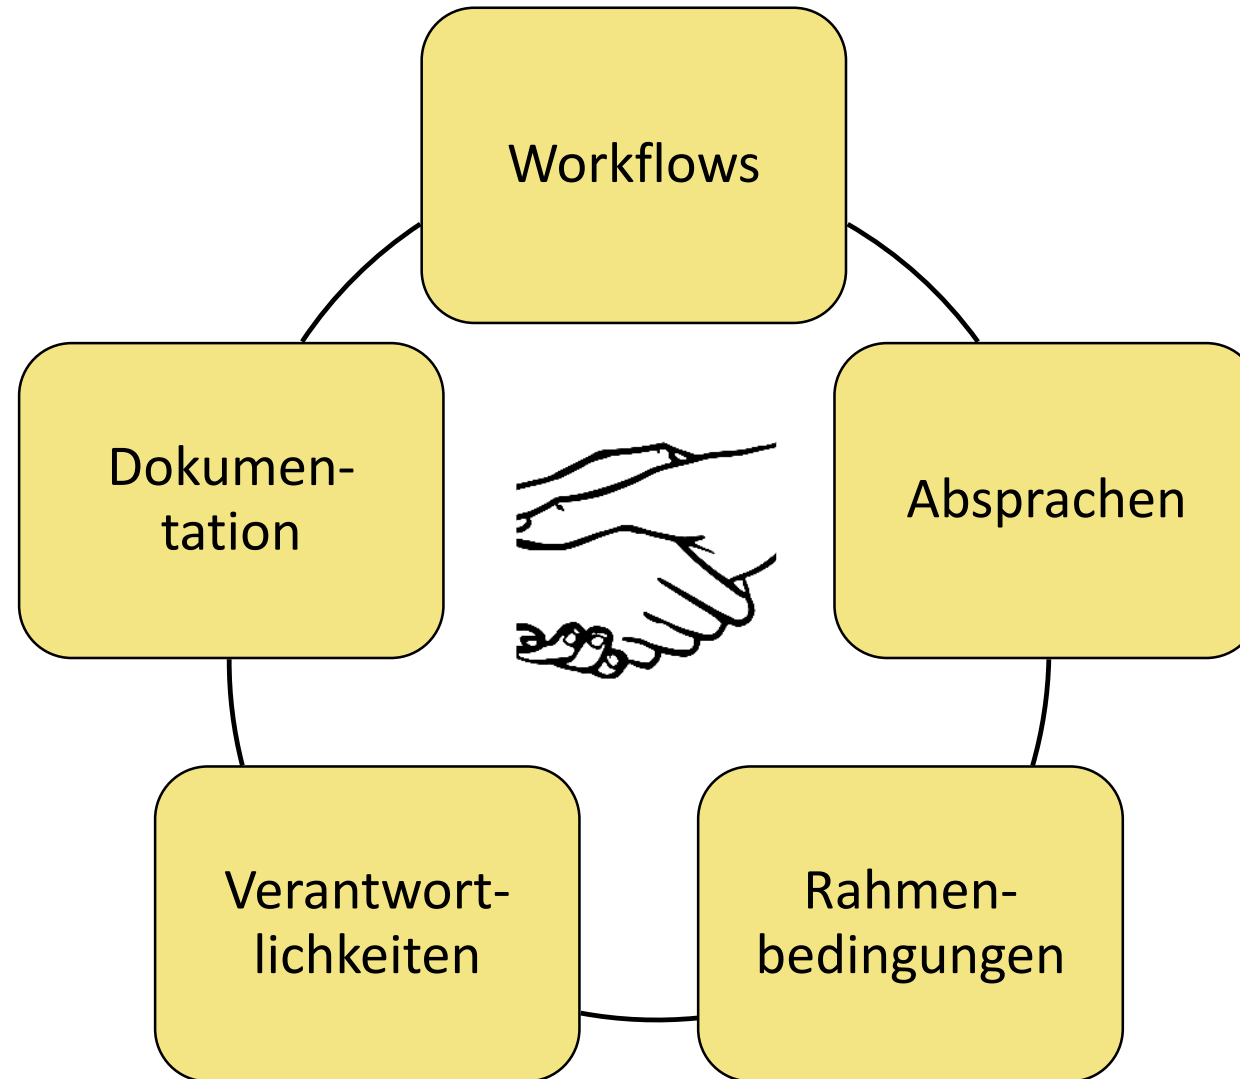 Workflows
Absprachen
Rahmen-
bedingungen
Verantwort-
lichkeiten
Dokumen-
tation